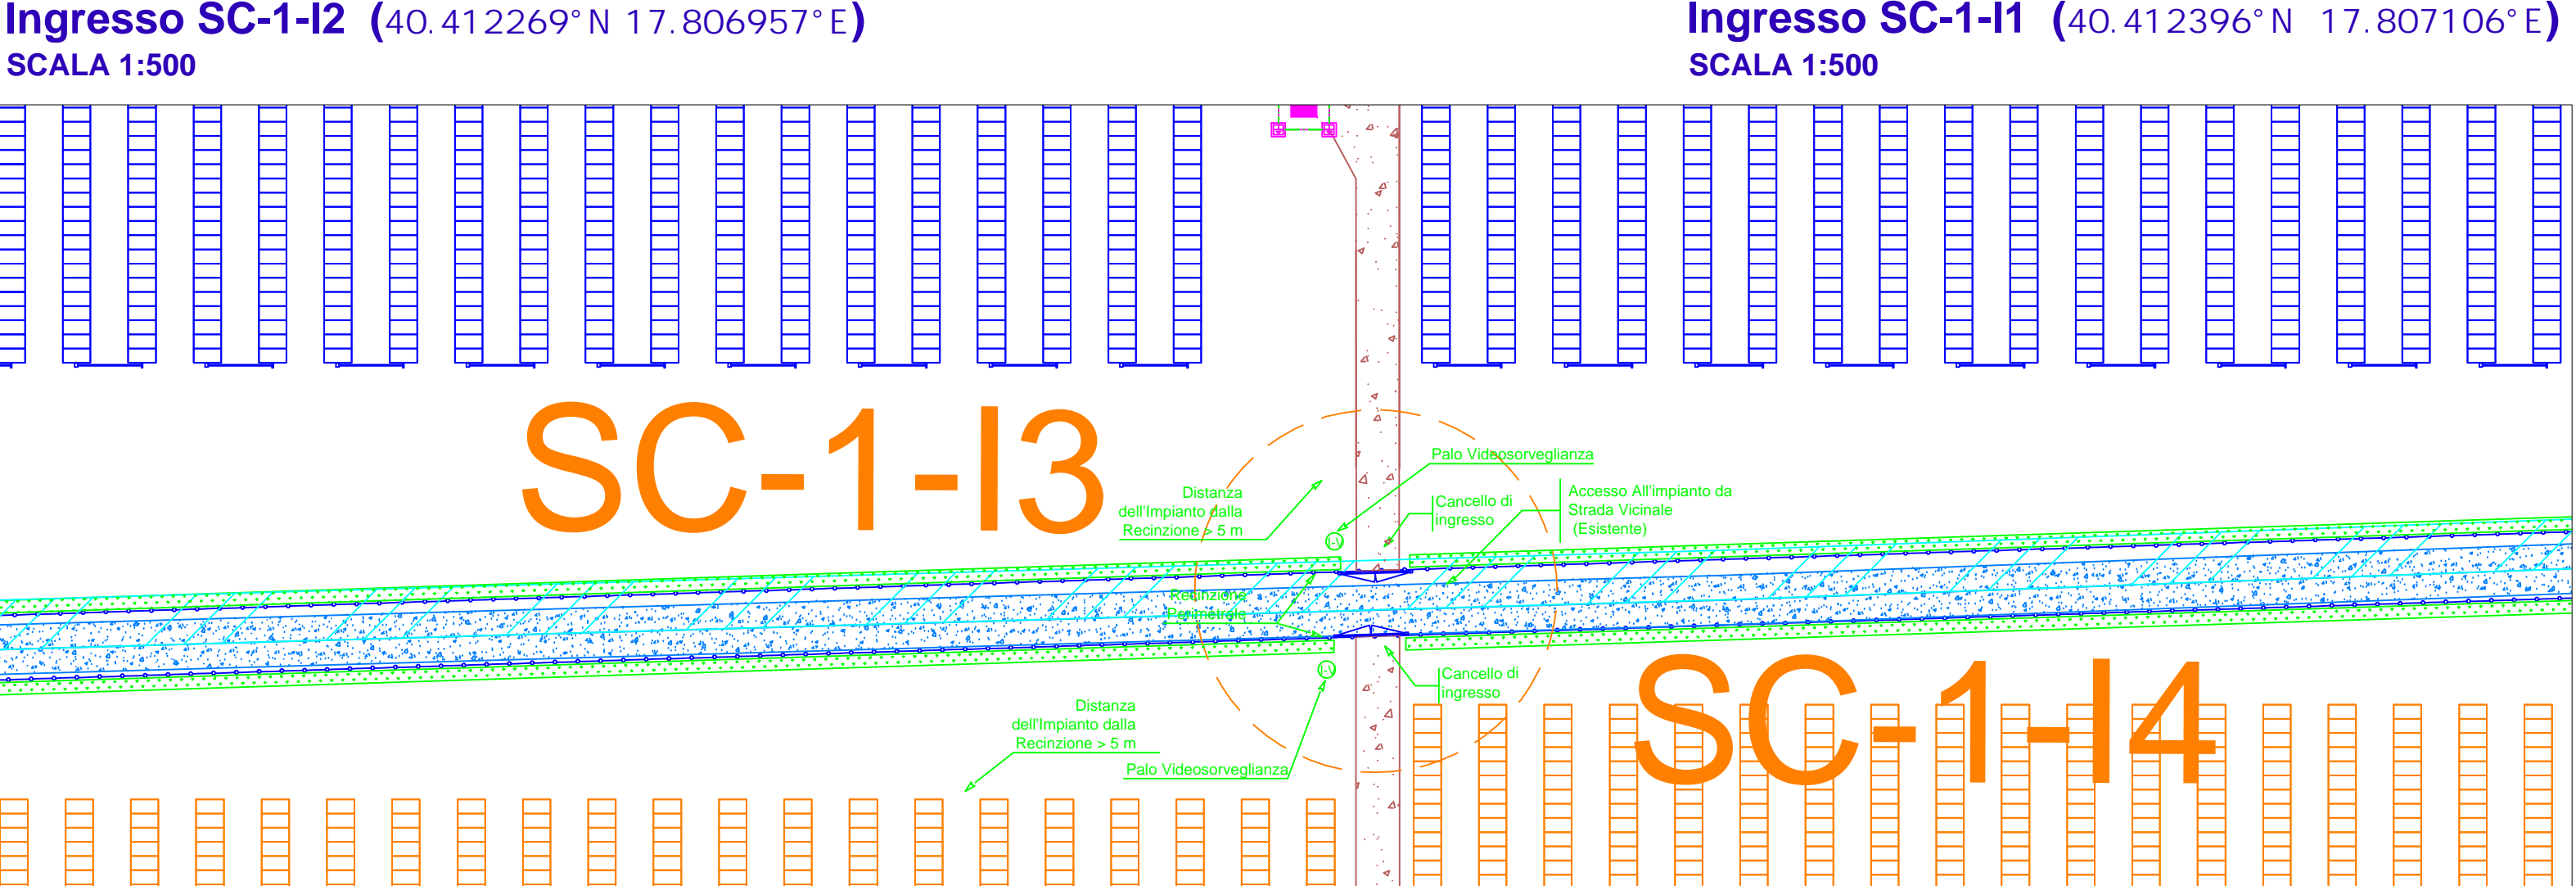 Ingresso SC-1-I2 (40.412269°N 17.806957°E)
SCALA 1:500
Ingresso SC-1-I1 (40.412396°N 17.807106°E)
SCALA 1:500
SC-1-I3
Palo Videosorveglianza
Distanza
dell'Impianto dalla
Recinzione > 5 m
Cancello di
ingresso
Accesso All'impianto da
Strada Vicinale
(Esistente)
I-V
Recinzione
Perimetrale
I-V
Cancello di
ingresso
SC-1-I4
Distanza
dell'Impianto dalla
Recinzione > 5 m
Palo Videosorveglianza